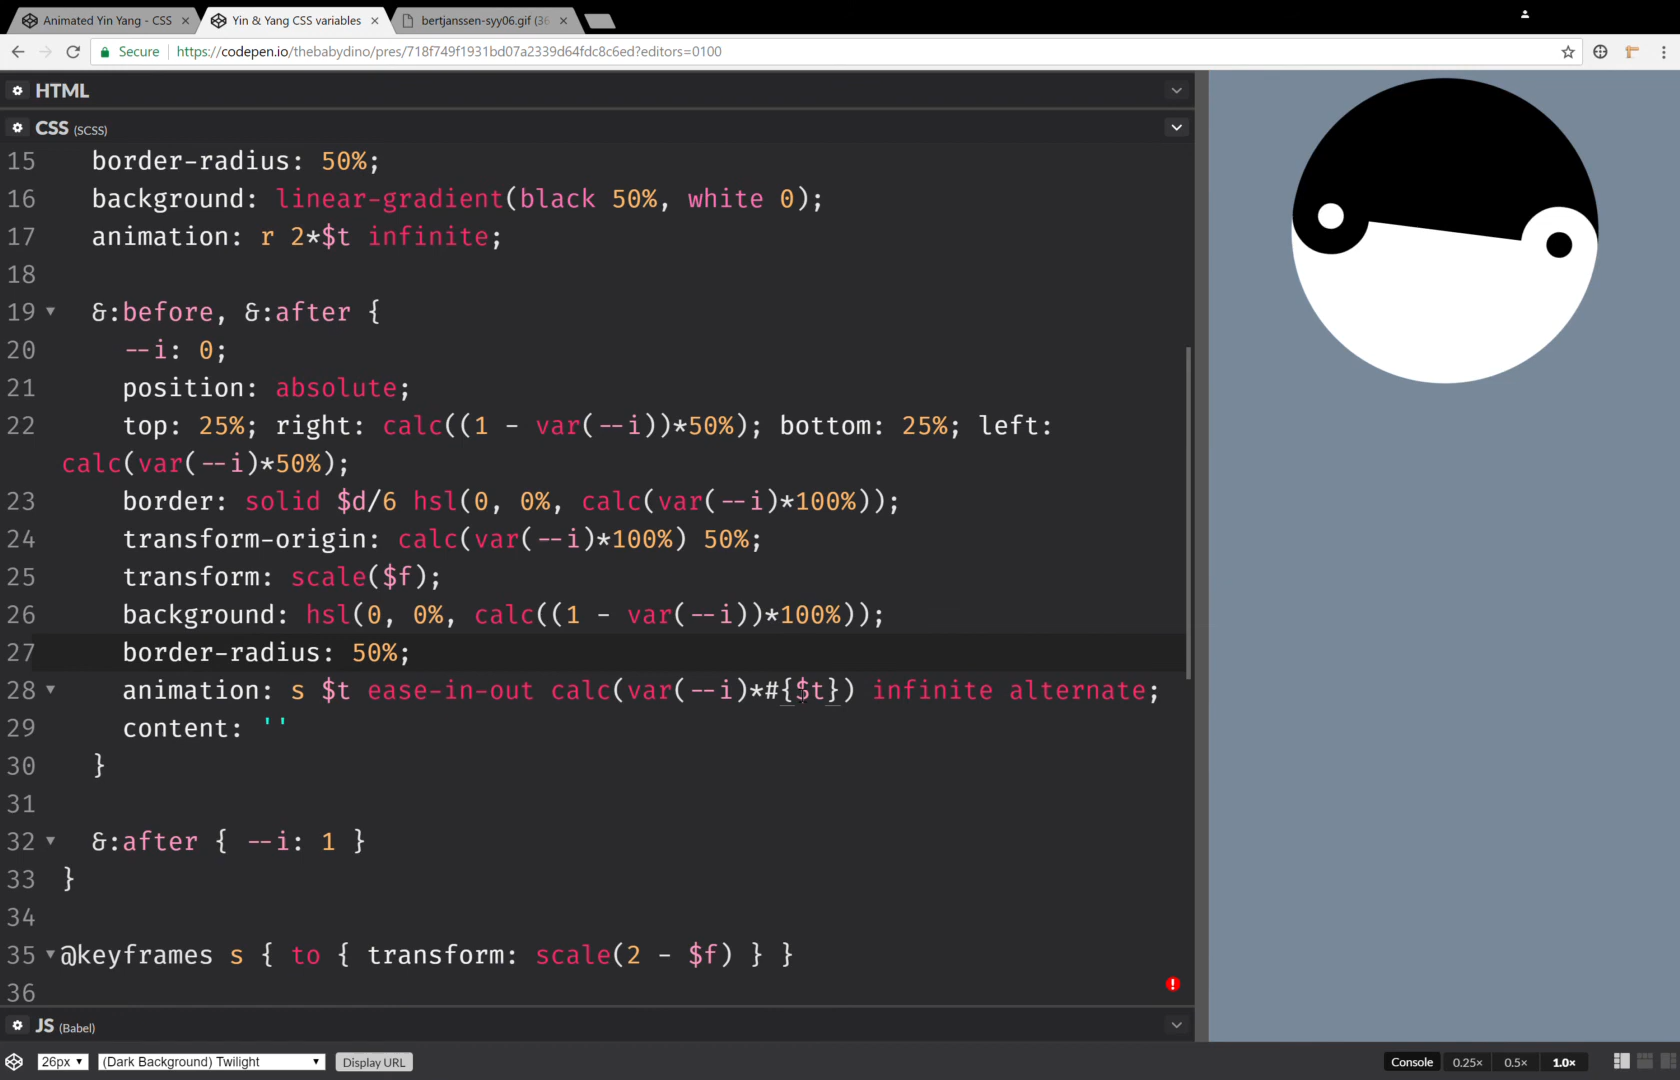 Animated Yin Yang - CSS
Yin & Yang CSS variables
bertjanssen-syy06.gif (36
Secure
https://codepen.io/thebabydino/pres/718f749f1931bd07a2339d64fdc8c6ed?editors=0100
HTML
CSS (SCSS)
15 border-radius: 50%;
16 background: linear-gradient(black 50%, white 0);
17 animation: r 2*$t infinite;
18
19 &:before, &:after {
20 --i: 0;
21 position: absolute;
22 top: 25%; right: calc((1 - var(--i))*50%); bottom: 25%; left:
calc(var(--i)*50%);
23 border: solid $d/6 hsl(0, 0%, calc(var(--i)*100%));
24 transform-origin: calc(var(--i)*100%) 50%;
25 transform: scale($f);
26 background: hsl(0, 0%, calc((1 - var(--i))*100%));
27 border-radius: 50%;
28 animation: s $t ease-in-out calc(var(--i)*#{$t}) infinite alternate;
29 content: ''
30 }
31
32 &:after { --i: 1 }
33 }
34
35 @keyframes s { to { transform: scale(2 - $f) } }
36
JS (Babel)
26px
(Dark Background) Twilight
Display URL
Console
0.25×
0.5×
1.0×